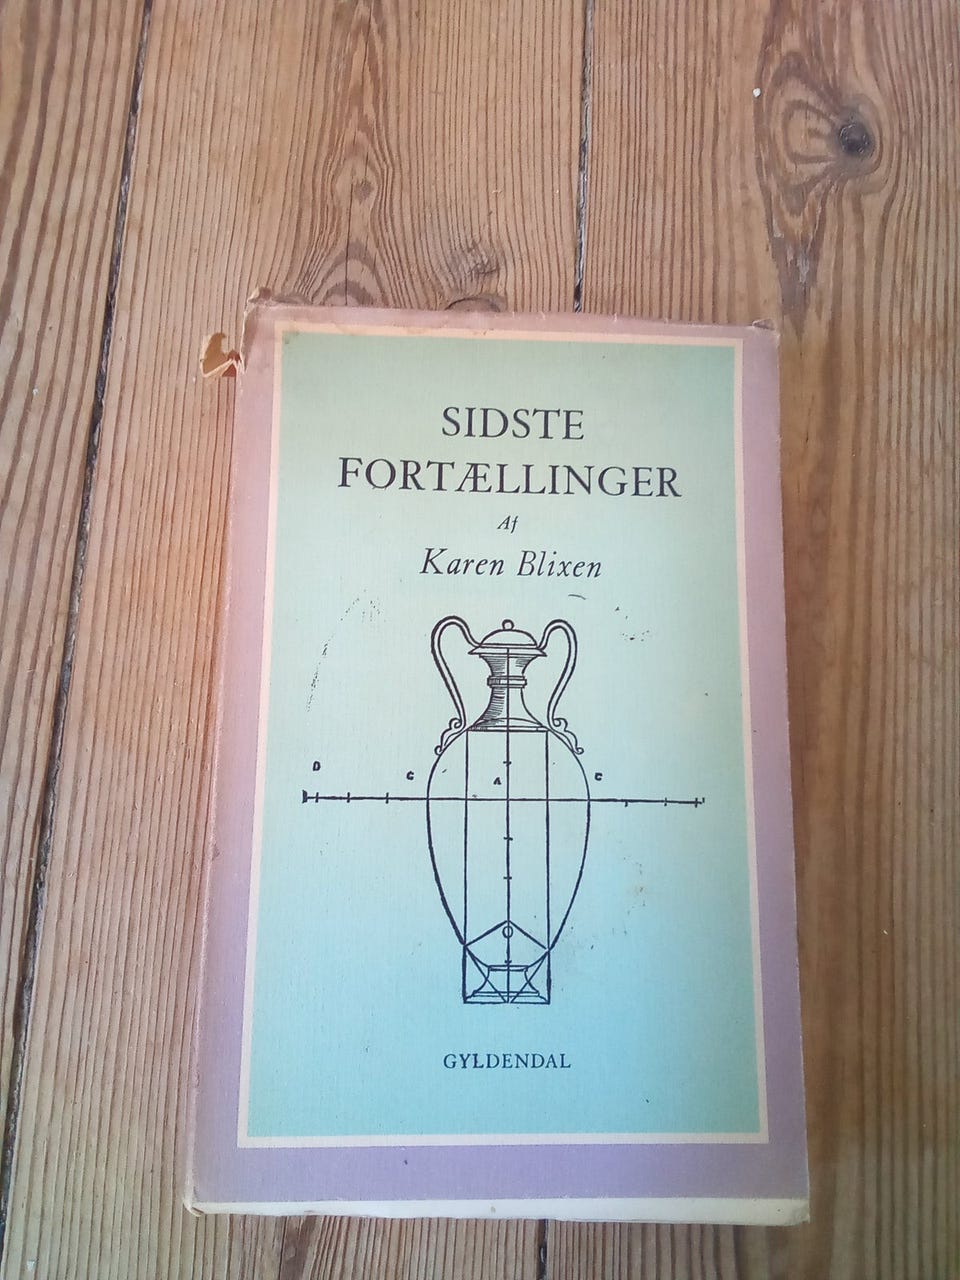 SIDSTE
FORTÆLLINGER
Af
Karen Blixen
D C A C
GYLDENDAL